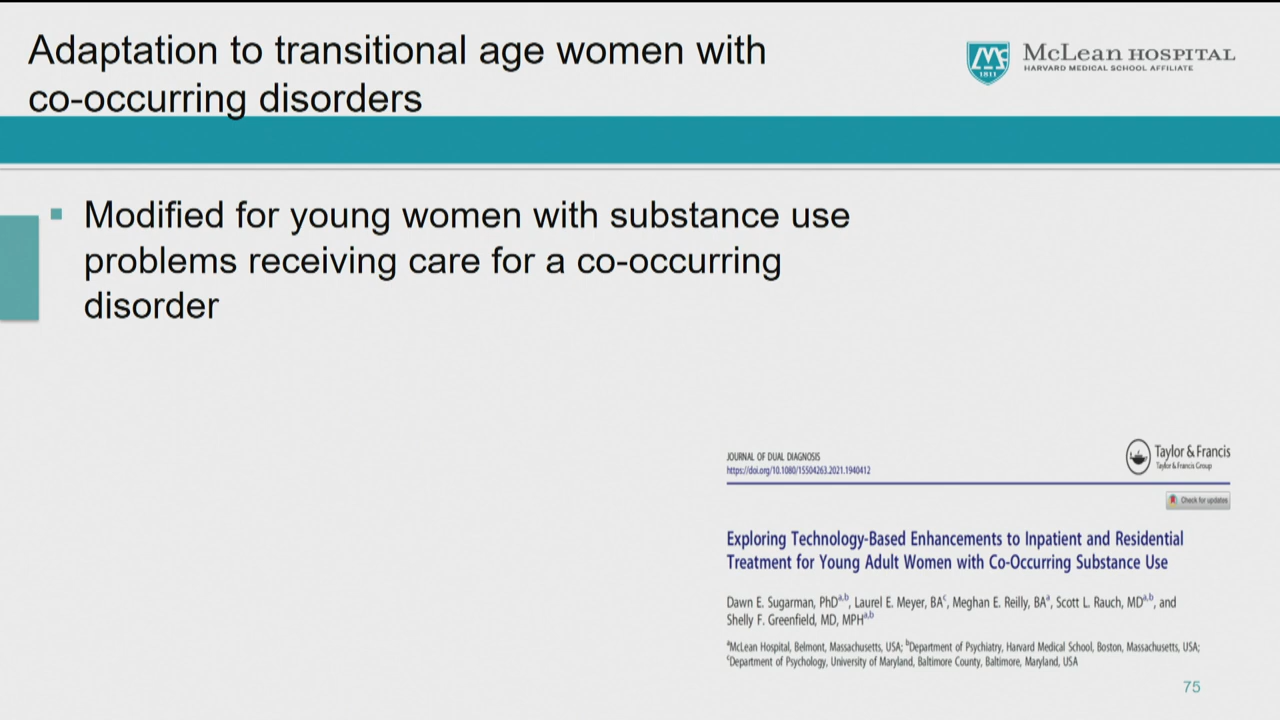 Adaptation to transitional age women with
co-occurring disorders
McLean HOSPITAL
HARVARD MEDICAL SCHOOL AFFILIATE
1811
Modified for young women with substance use
problems receiving care for a co-occurring
disorder
JOURNAL OF DUAL DIAGNOSIS
https://doi.org/10.1080/15504263.2021.1940412
Taylor & Francis
Taylor & Francis Group
Check for updates
Exploring Technology-Based Enhancements to Inpatient and Residential
Treatment for Young Adult Women with Co-Occurring Substance Use
Dawn E. Sugarman, PhDa,b, Laurel E. Meyer, BAc, Meghan E. Reilly, BAa, Scott L. Rauch, MDa,b, and
Shelly F. Greenfield, MD, MPHa,b
aMcLean Hospital, Belmont, Massachusetts, USA; bDepartment of Psychiatry, Harvard Medical School, Boston, Massachusetts, USA;
cDepartment of Psychology, University of Maryland, Baltimore County, Baltimore, Maryland, USA
75